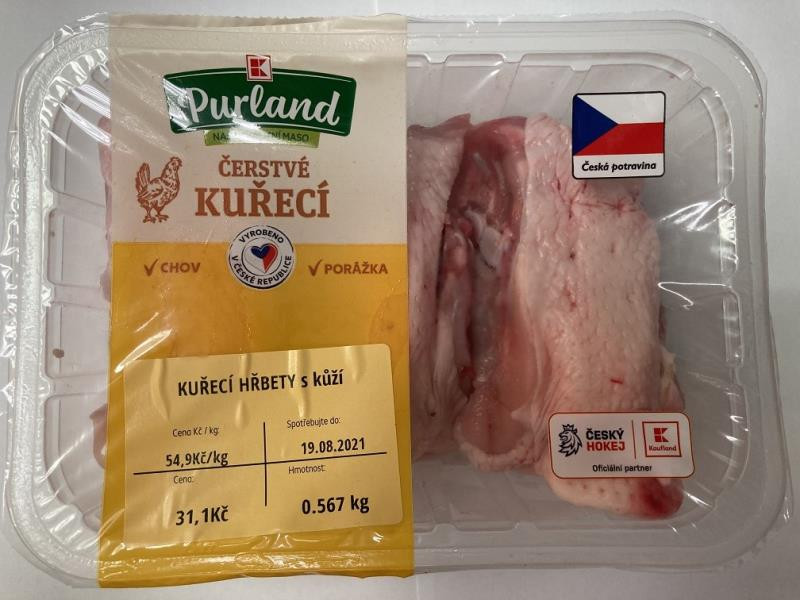 K
Purland
ČERSTVÉ
KUŘECÍ
VYROBENO
V ČESKÉ REPUBLICE
CHOV
PORÁŽKA
Česká potravina
KUŘECÍ HŘBETY s kůží
Cena Kč / kg:
54,9Kč/kg
Spotřebujte do:
19.08.2021
Cena:
31,1Kč
Hmotnost:
0.567 kg
ČESKÝ
HOKEJ
K
Kaufland
Oficiální partner